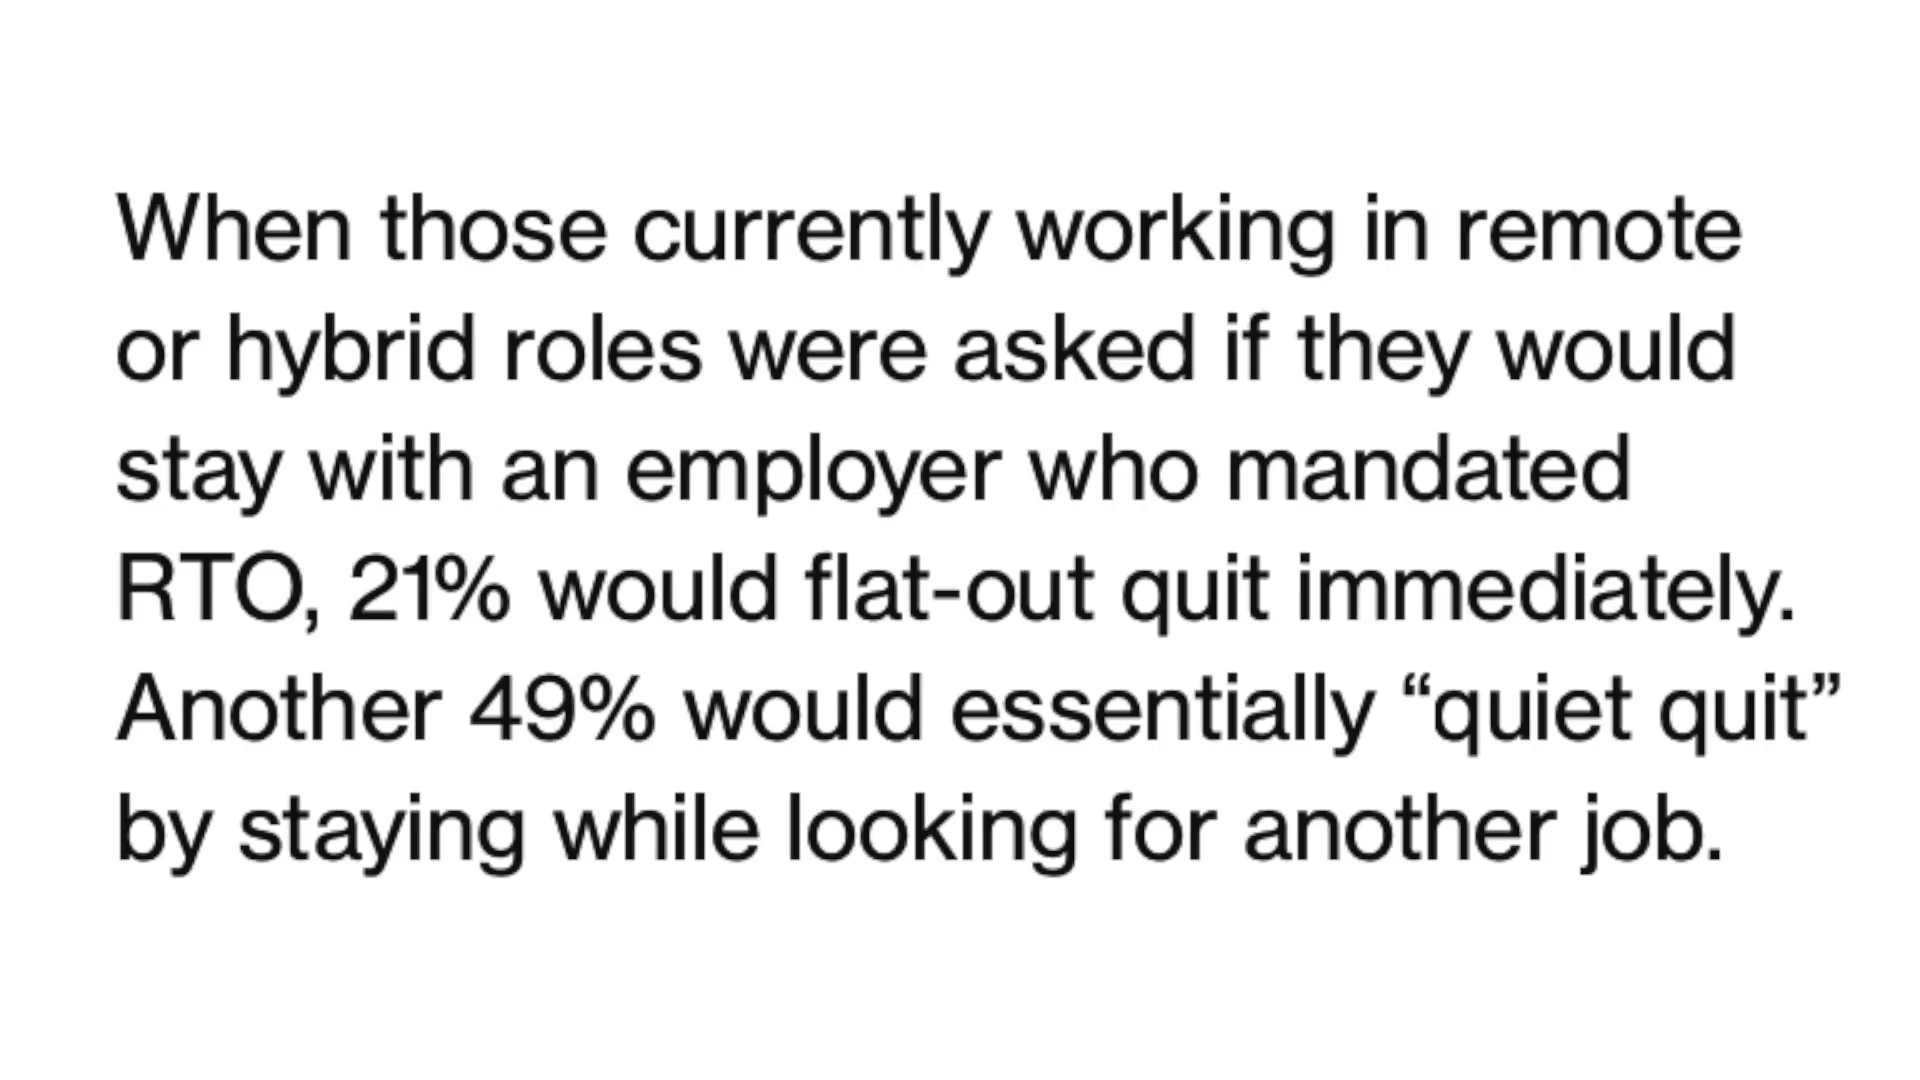 When those currently working in remote
or hybrid roles were asked if they would
stay with an employer who mandated
RTO, 21% would flat-out quit immediately.
Another 49% would essentially “quiet quit”
by staying while looking for another job.